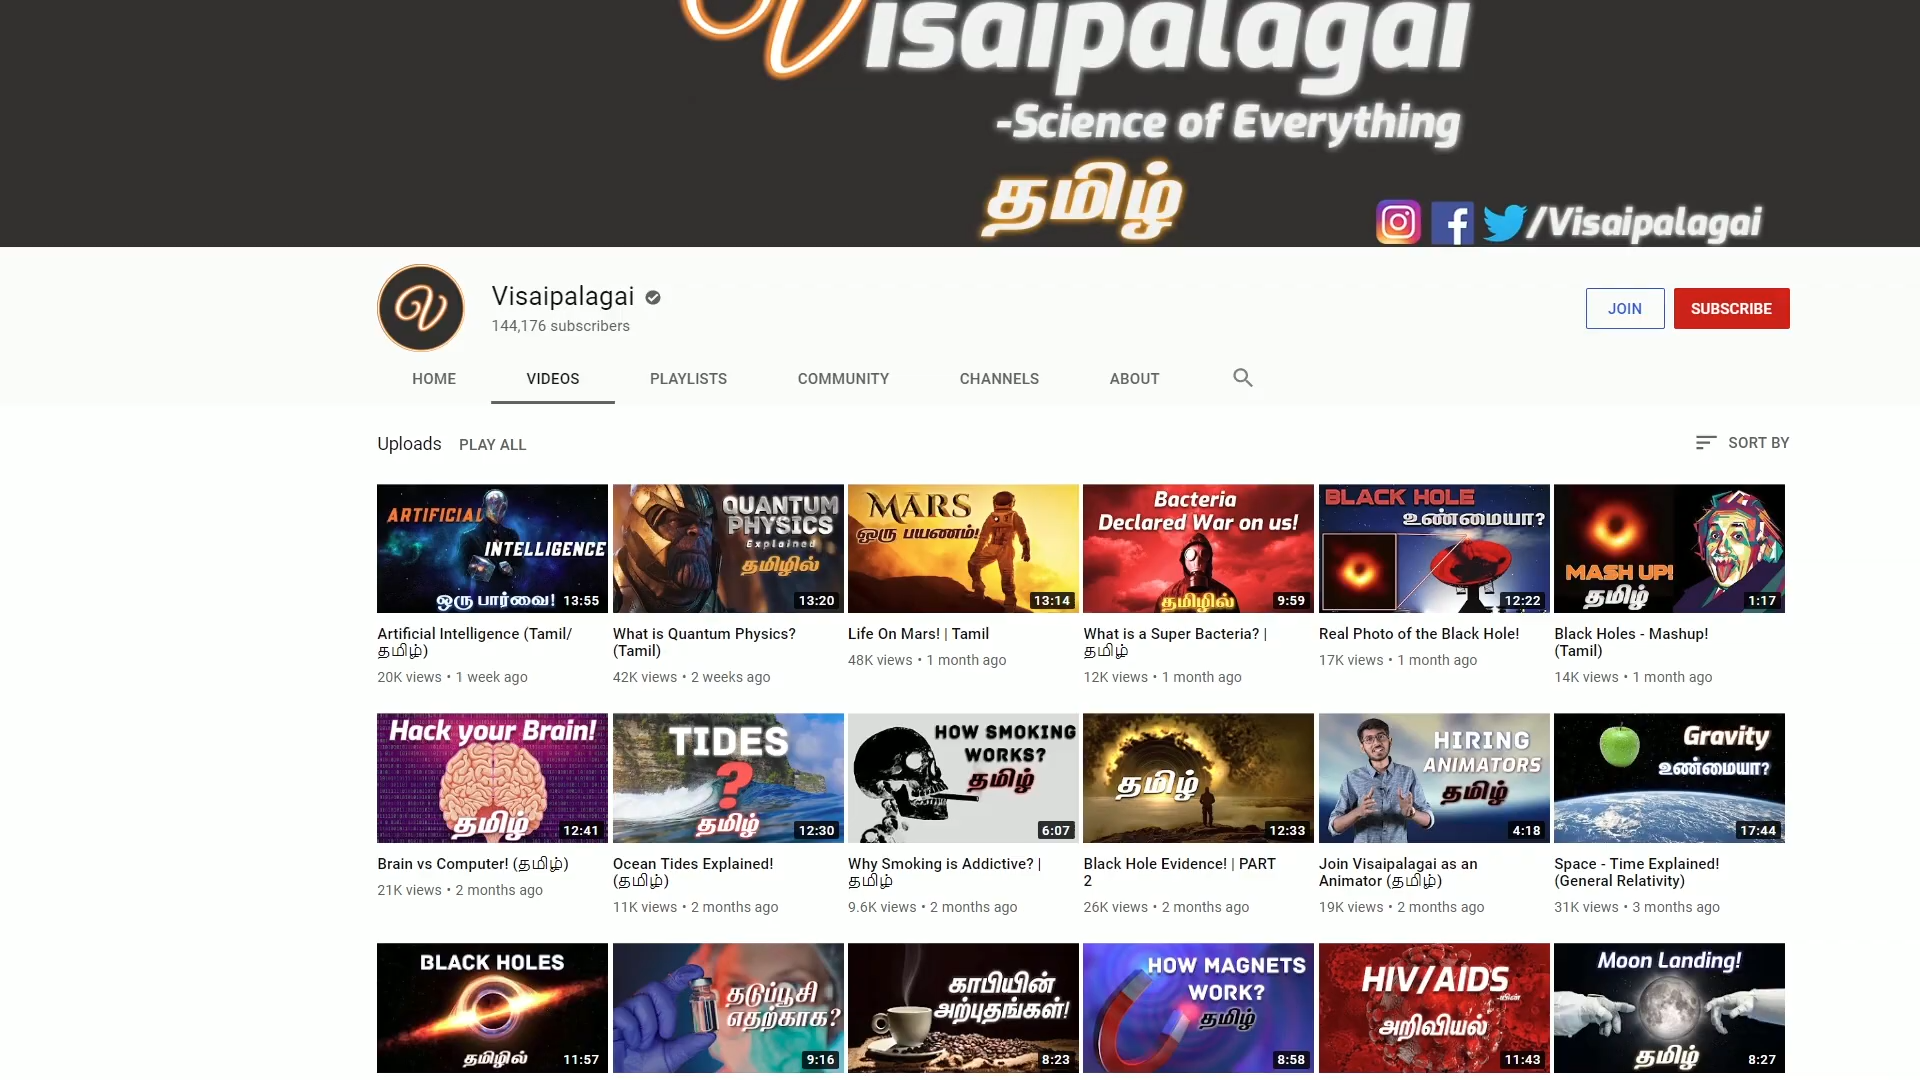 Visaipalagai
-Science of Everything
தமிழ்
/Visaipalagai
Visaipalagai
144,176 subscribers
JOIN
SUBSCRIBE
HOME
VIDEOS
PLAYLISTS
COMMUNITY
CHANNELS
ABOUT
Uploads
PLAY ALL
SORT BY
ARTIFICIAL
INTELLIGENCE
ஒரு பார்வை!
13:55
QUANTUM
PHYSICS
Explained
தமிழில்
13:20
MARS
ஒரு பயணம்!
13:14
Bacteria
Declared War on us!
தமிழில்
9:59
BLACK HOLE
உண்மையா?
12:22
MASH UP!
தமிழ்
1:17
Artificial Intelligence (Tamil/
தமிழ்)
20K views • 1 week ago
What is Quantum Physics?
(Tamil)
42K views • 2 weeks ago
Life On Mars! | Tamil
48K views • 1 month ago
What is a Super Bacteria? |
தமிழ்
12K views • 1 month ago
Real Photo of the Black Hole!
17K views • 1 month ago
Black Holes - Mashup!
(Tamil)
14K views • 1 month ago
Hack your Brain!
தமிழ்
12:41
TIDES
?
தமிழ்
12:30
HOW SMOKING
WORKS?
தமிழ்
6:07
தமிழ்
12:33
HIRING
ANIMATORS
தமிழ்
4:18
Gravity
உண்மையா?
17:44
Brain vs Computer! (தமிழ்)
21K views • 2 months ago
Ocean Tides Explained!
(தமிழ்)
11K views • 2 months ago
Why Smoking is Addictive? |
தமிழ்
9.6K views • 2 months ago
Black Hole Evidence! | PART
2
26K views • 2 months ago
Join Visaipalagai as an
Animator (தமிழ்)
19K views • 2 months ago
Space - Time Explained!
(General Relativity)
31K views • 3 months ago
BLACK HOLES
தமிழில்
11:57
தடுப்பூசி
எதற்காக?
9:16
காபியின்
அற்புதங்கள்!
8:23
HOW MAGNETS
WORK?
தமிழ்
8:58
HIV/AIDS
-யின்
அறிவியல்
11:43
Moon Landing!
தமிழ்
8:27